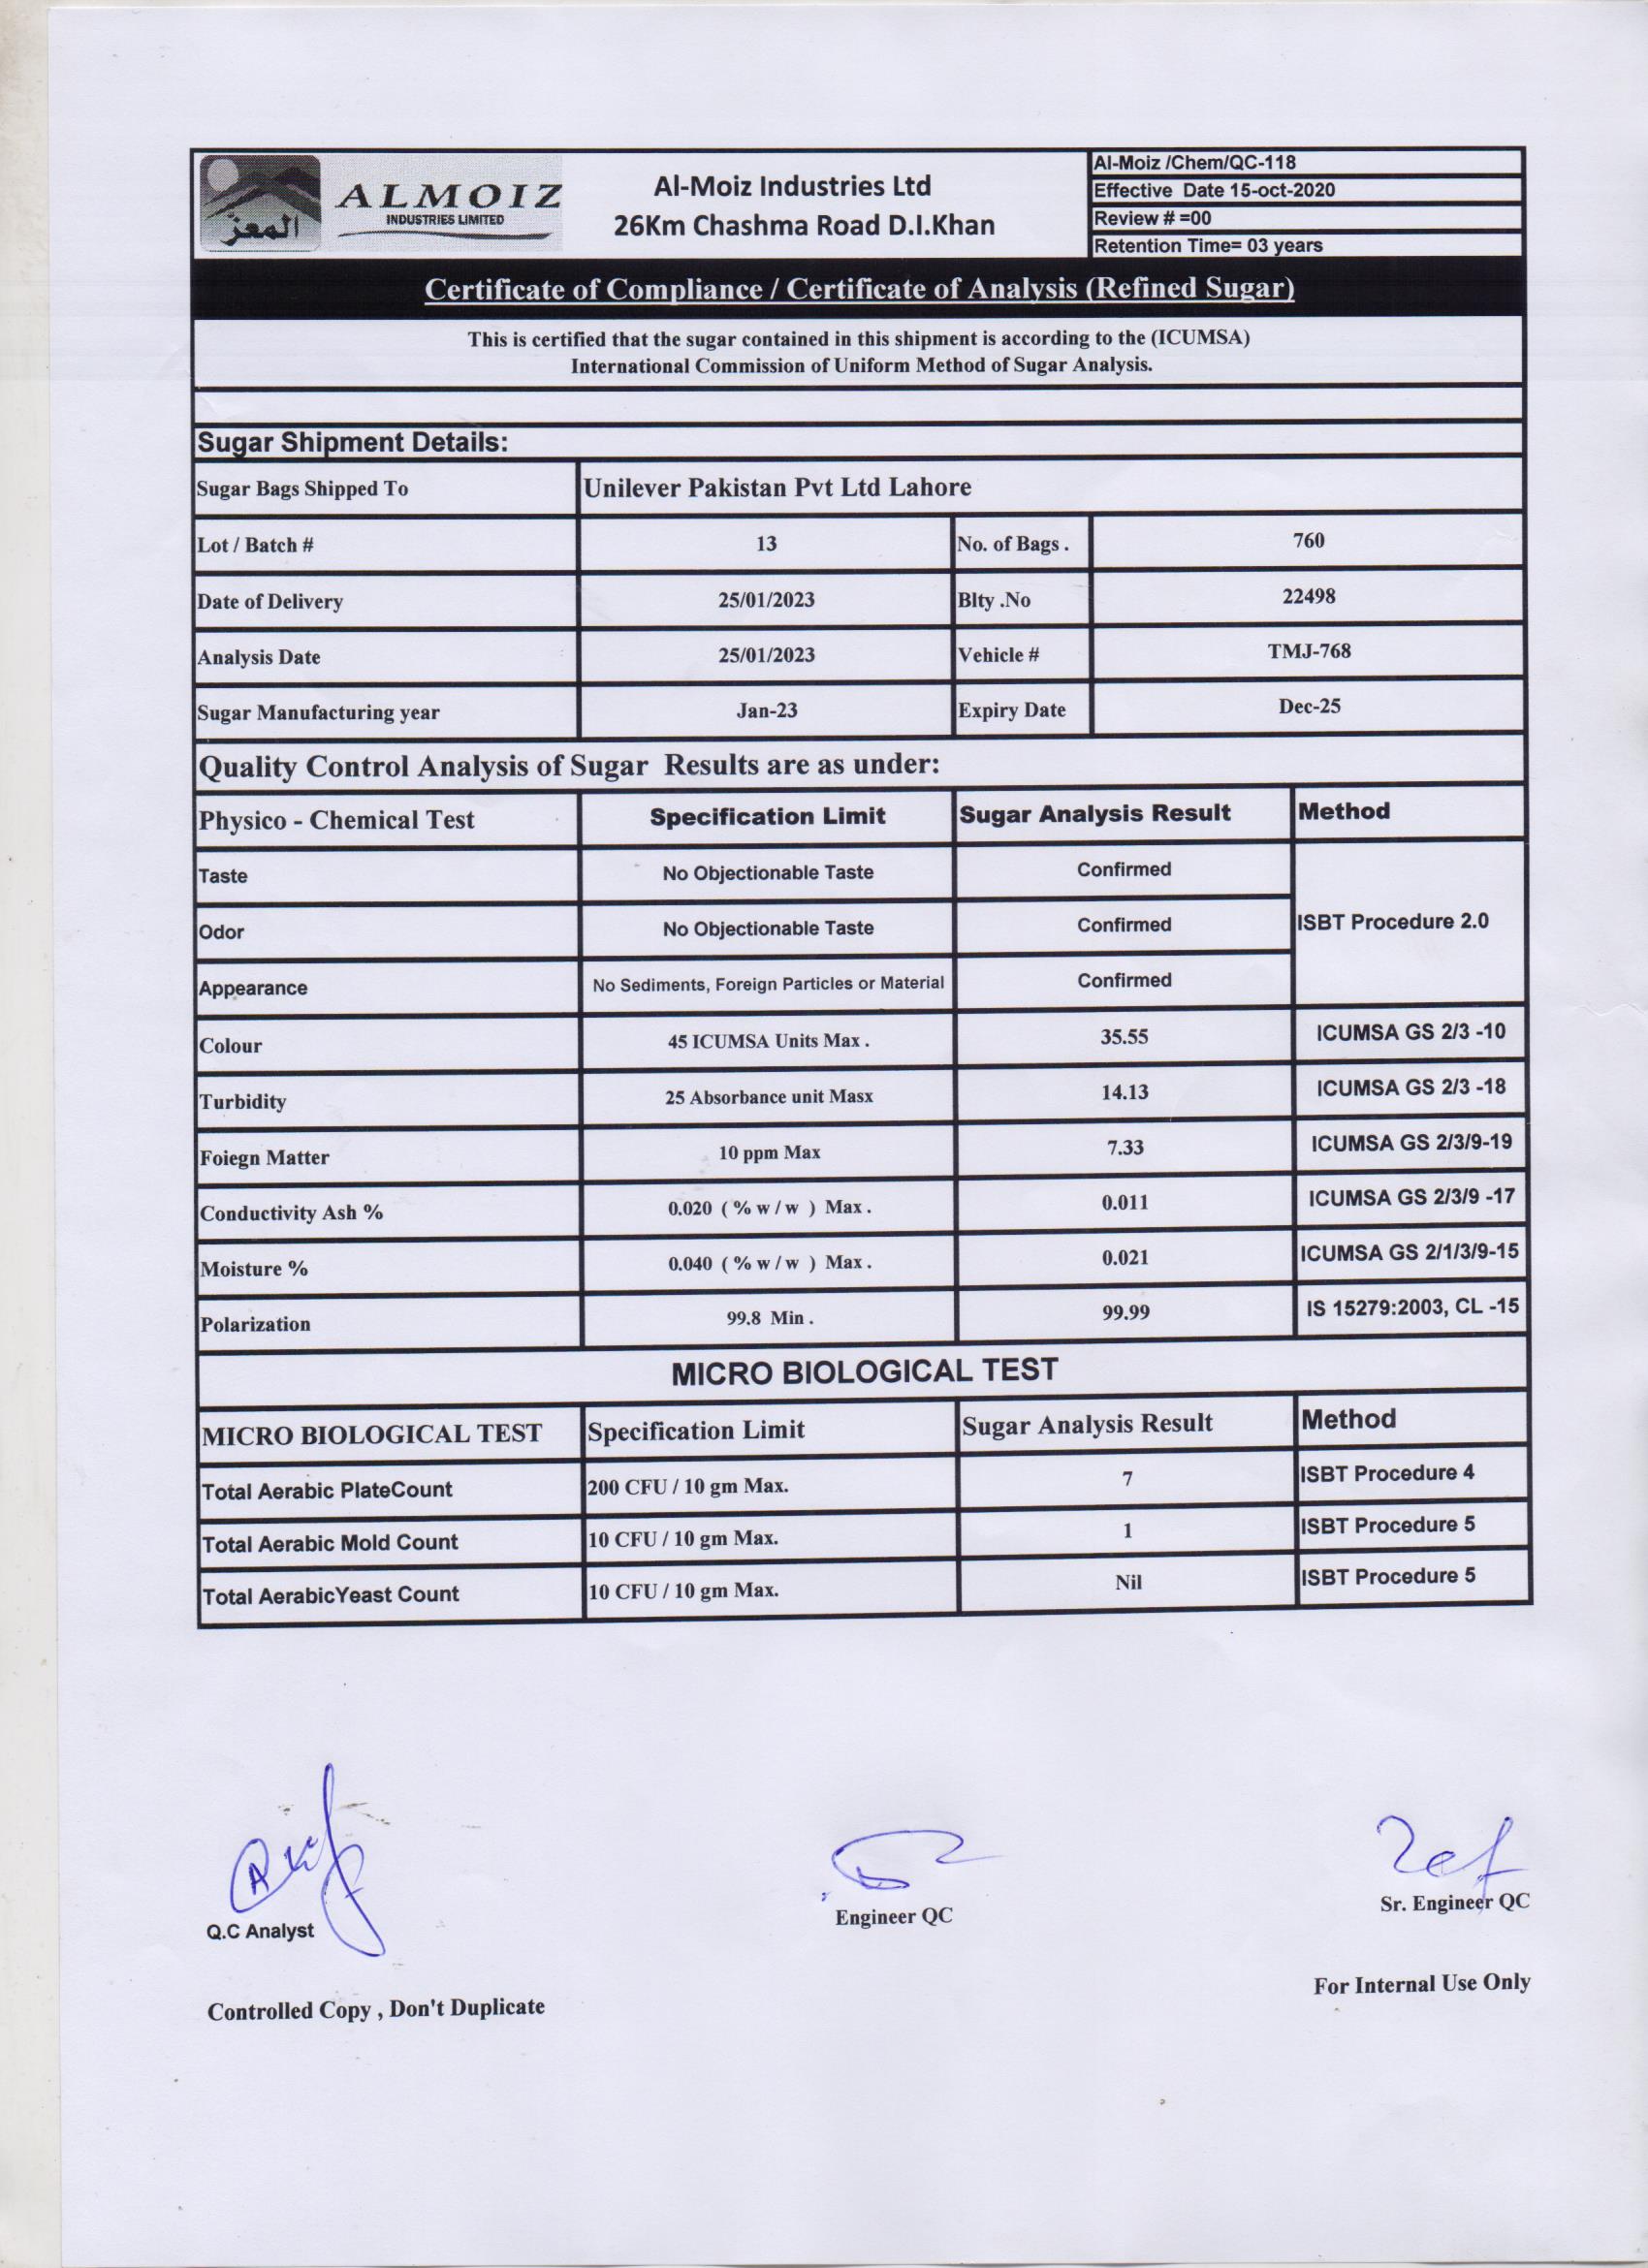 ALMOIZ
INDUSTRIES LIMITED
المعز
Al-Moiz Industries Ltd
26Km Chashma Road D.I.Khan
Al-Moiz /Chem/QC-118
Effective Date 15-oct-2020
Review # =00
Retention Time= 03 years
Certificate of Compliance / Certificate of Analysis (Refined Sugar)
This is certified that the sugar contained in this shipment is according to the (ICUMSA)
International Commission of Uniform Method of Sugar Analysis.
Sugar Shipment Details:
Sugar Bags Shipped To Unilever Pakistan Pvt Ltd Lahore
Lot / Batch # 13 No. of Bags . 760
Date of Delivery 25/01/2023 Blty .No 22498
Analysis Date 25/01/2023 Vehicle # TMJ-768
Sugar Manufacturing year Jan-23 Expiry Date Dec-25
Quality Control Analysis of Sugar Results are as under:
Physico - Chemical Test Specification Limit Sugar Analysis Result Method
Taste No Objectionable Taste Confirmed
Odor No Objectionable Taste Confirmed ISBT Procedure 2.0
Appearance No Sediments, Foreign Particles or Material Confirmed
Colour 45 ICUMSA Units Max . 35.55 ICUMSA GS 2/3 -10
Turbidity 25 Absorbance unit Masx 14.13 ICUMSA GS 2/3 -18
Foiegn Matter 10 ppm Max 7.33 ICUMSA GS 2/3/9-19
Conductivity Ash % 0.020 ( % w / w ) Max . 0.011 ICUMSA GS 2/3/9 -17
Moisture % 0.040 ( % w / w ) Max . 0.021 ICUMSA GS 2/1/3/9-15
Polarization 99.8 Min . 99.99 IS 15279:2003, CL -15
MICRO BIOLOGICAL TEST
MICRO BIOLOGICAL TEST Specification Limit Sugar Analysis Result Method
Total Aerabic PlateCount 200 CFU / 10 gm Max. 7 ISBT Procedure 4
Total Aerabic Mold Count 10 CFU / 10 gm Max. 1 ISBT Procedure 5
Total AerabicYeast Count 10 CFU / 10 gm Max. Nil ISBT Procedure 5
Q.C Analyst Engineer QC Sr. Engineer QC
Controlled Copy , Don't Duplicate For Internal Use Only